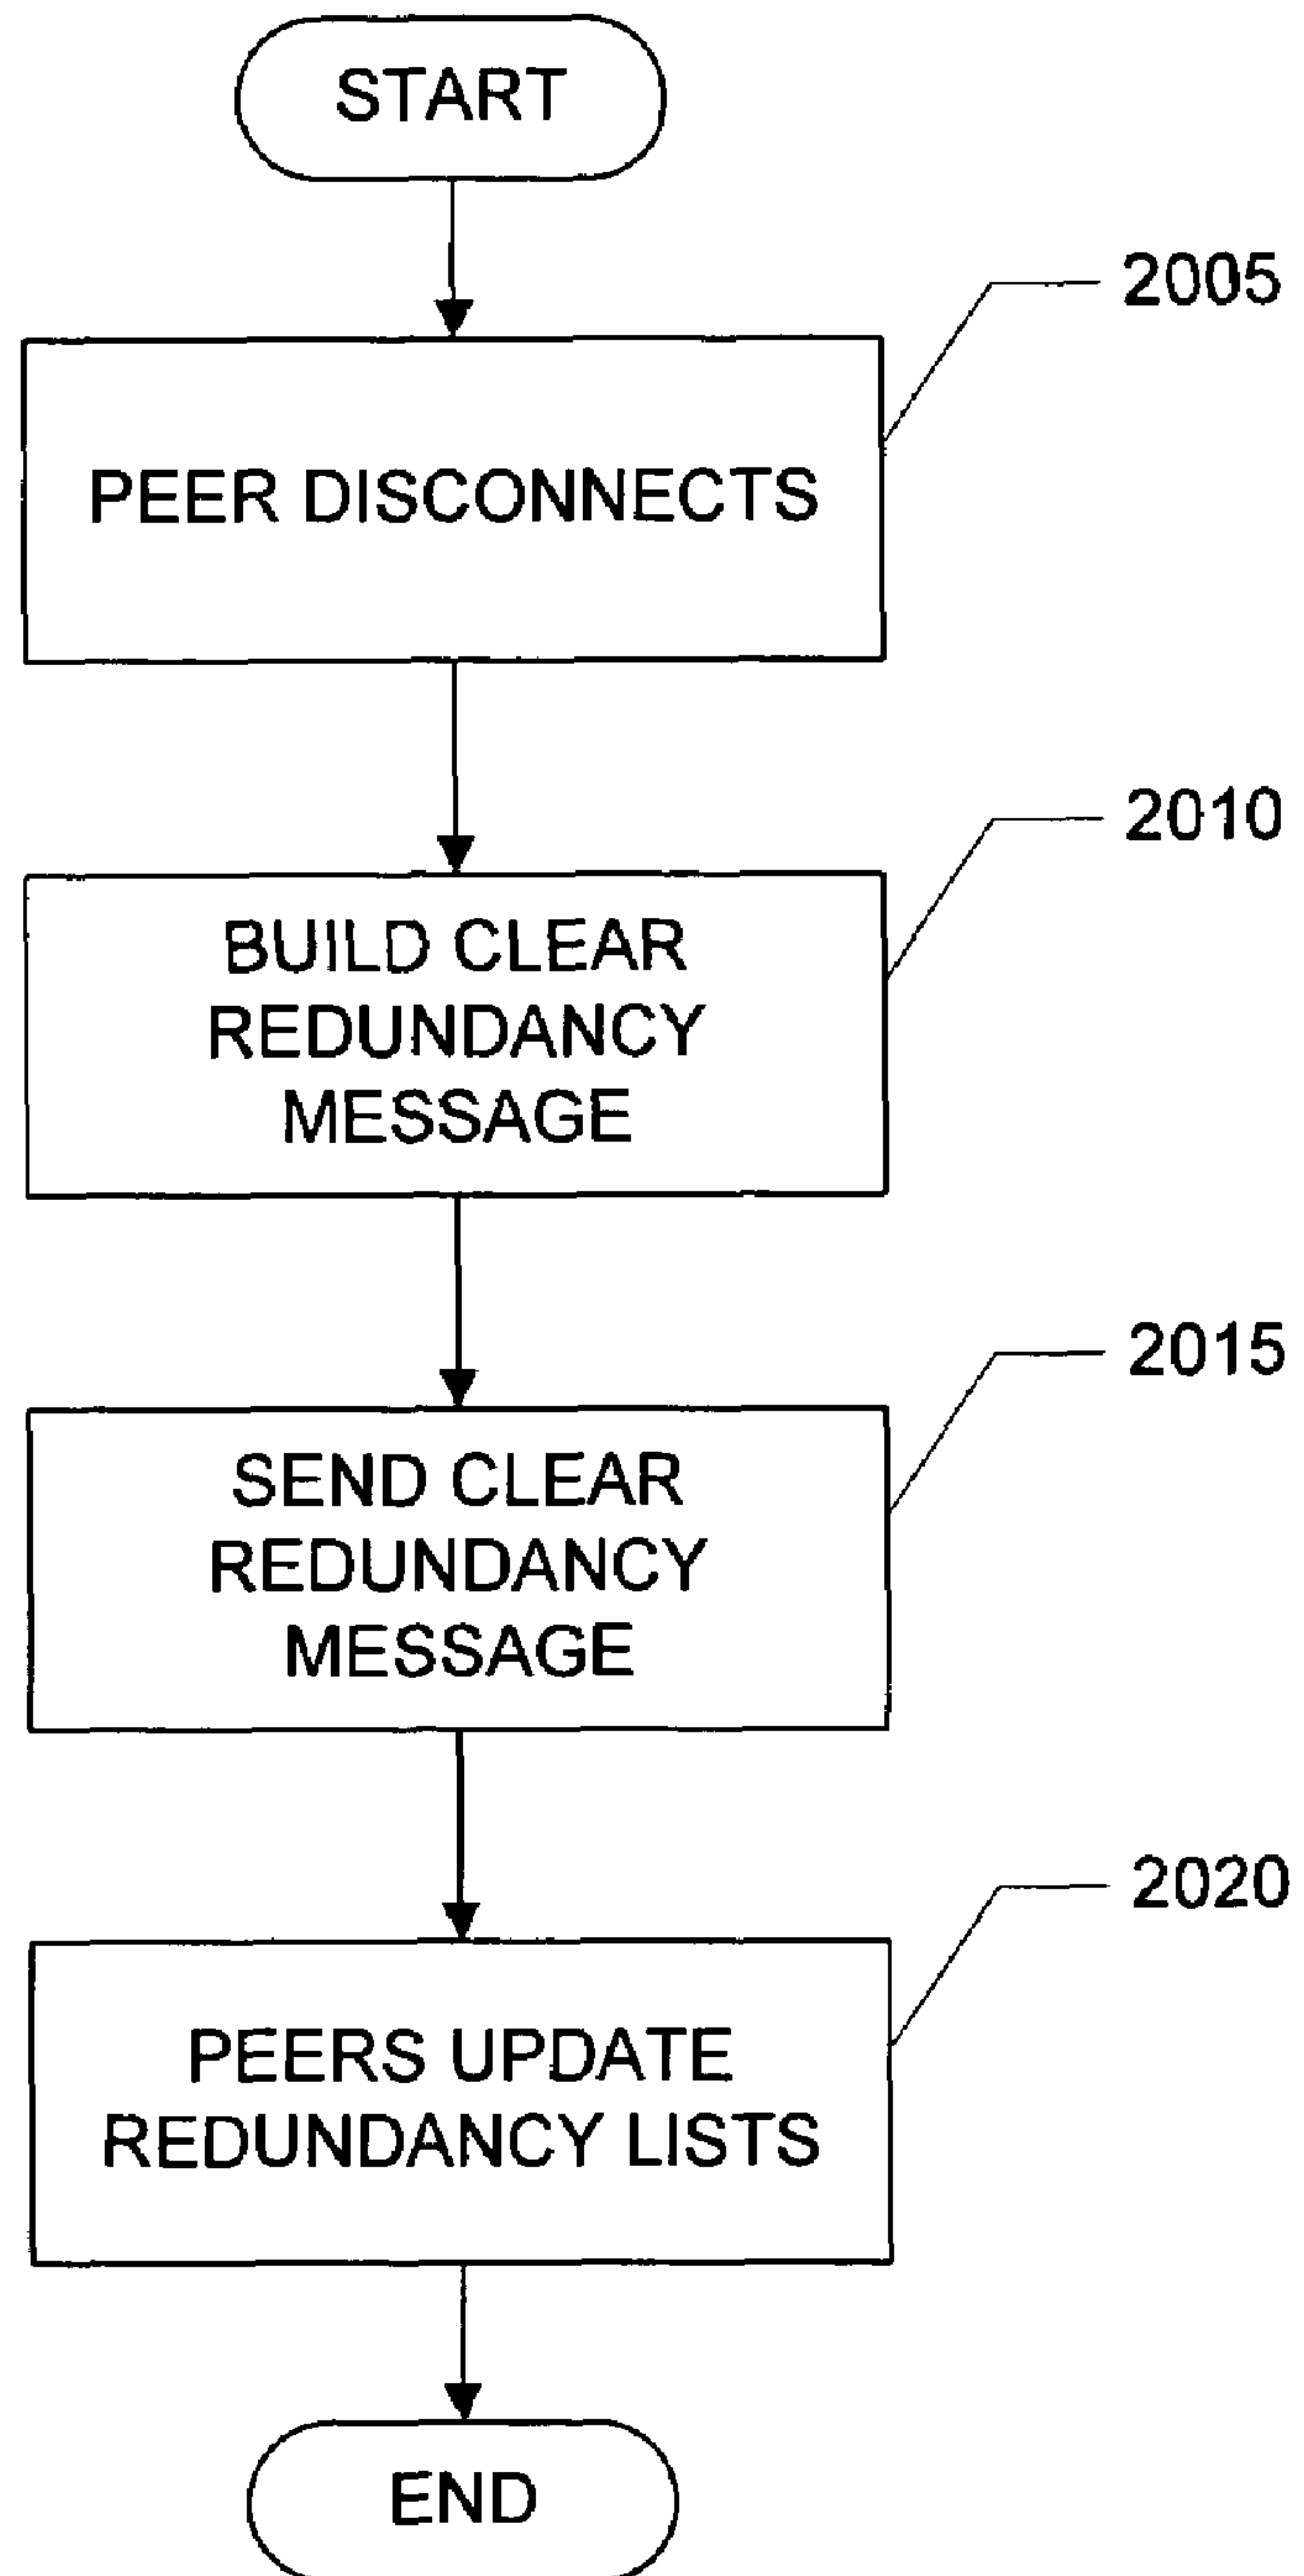 START
2005
PEER DISCONNECTS
2010
BUILD CLEAR
REDUNDANCY
MESSAGE
2015
SEND CLEAR
REDUNDANCY
MESSAGE
2020
PEERS UPDATE
REDUNDANCY LISTS
END